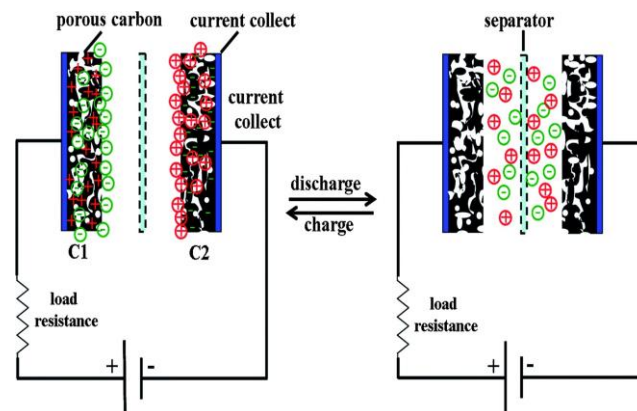 porous carbon
current collect
separator
current
collect
discharge
charge
C1
C2
load
resistance
load
resistance
+ -
+ -